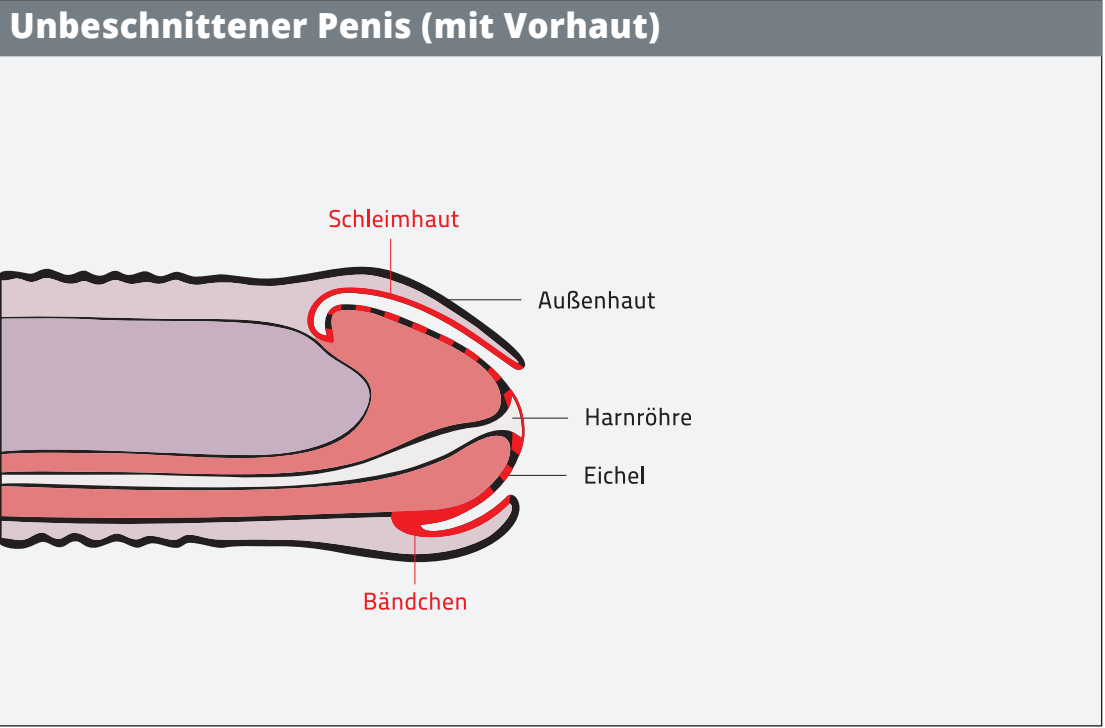 Unbeschnittener Penis (mit Vorhaut)
Schleimhaut
Außenhaut
Harnröhre
Eichel
Bändchen